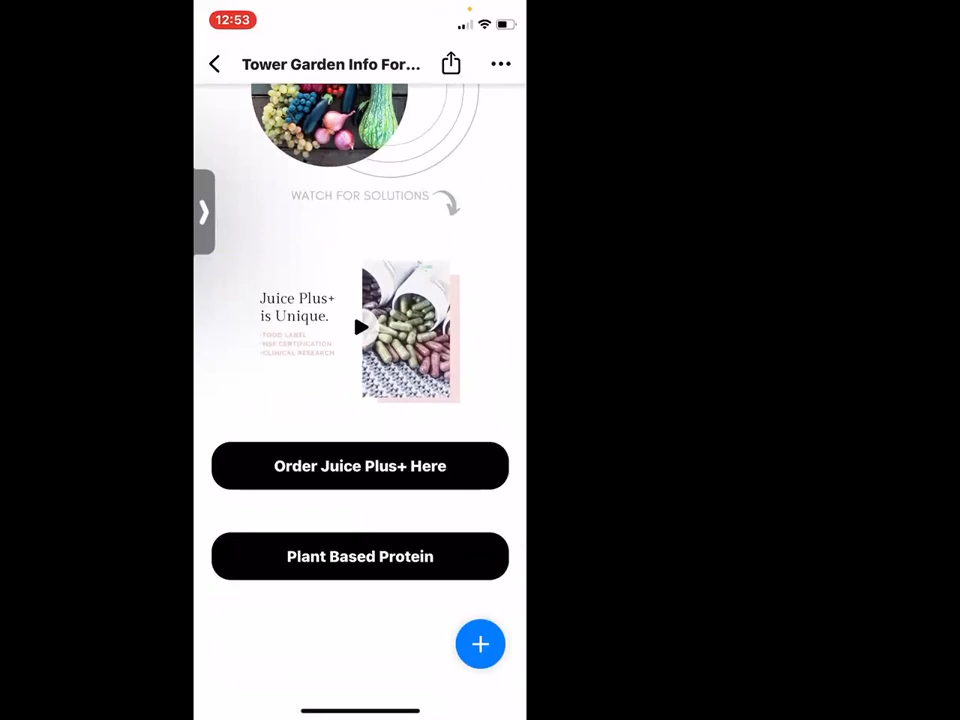 12:53
Tower Garden Info For...
WATCH FOR SOLUTIONS
Juice Plus+
is Unique.
·FOOD LABEL
·NSF CERTIFICATION
·CLINICAL RESEARCH
Order Juice Plus+ Here
Plant Based Protein